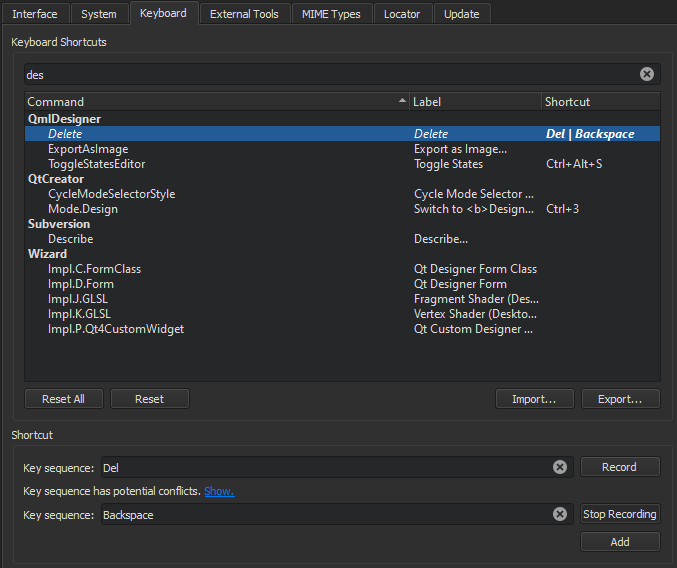 Interface System Keyboard External Tools MIME Types Locator Update
Keyboard Shortcuts
des
Command Label Shortcut
QmlDesigner
Delete Delete Del | Backspace
ExportAsImage Export as Image...
ToggleStatesEditor Toggle States Ctrl+Alt+S
QtCreator
CycleModeSelectorStyle Cycle Mode Selector ...
Mode.Design Switch to <b>Design... Ctrl+3
Subversion
Describe Describe...
Wizard
Impl.C.FormClass Qt Designer Form Class
Impl.D.Form Qt Designer Form
Impl.J.GLSL Fragment Shader (Des...
Impl.K.GLSL Vertex Shader (Deskto...
Impl.P.Qt4CustomWidget Qt Custom Designer ...
Reset All Reset Import... Export...
Shortcut
Key sequence: Del Record
Key sequence has potential conflicts. Show.
Key sequence: Backspace Stop Recording
Add